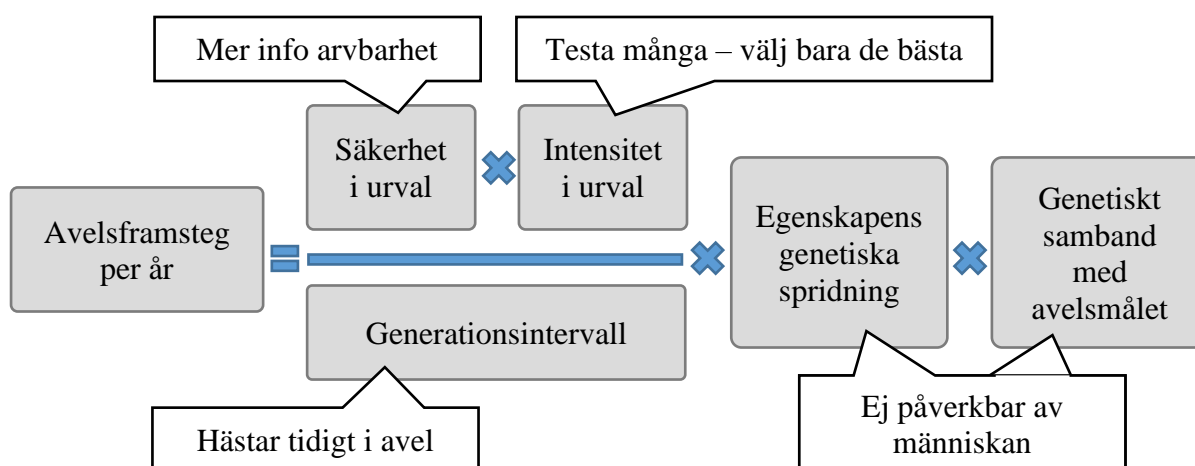 Mer info arvbarhet
Testa många – välj bara de bästa
Säkerhet
i urval
Intensitet
i urval
Avelsframsteg
per år
Egenskapens
genetiska
spridning
Genetiskt
samband
med
avelsmålet
Generationsintervall
Hästar tidigt i avel
Ej påverkbar av
människan